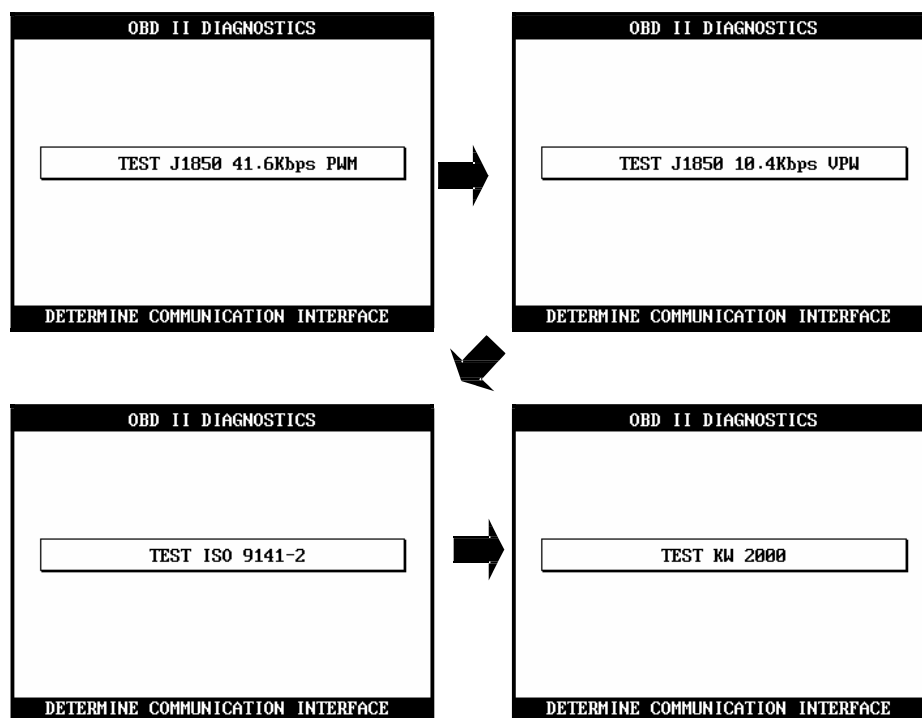 OBD II DIAGNOSTICS
TEST J1850 41.6Kbps PWM
DETERMINE COMMUNICATION INTERFACE
OBD II DIAGNOSTICS
TEST J1850 10.4Kbps VPW
DETERMINE COMMUNICATION INTERFACE
OBD II DIAGNOSTICS
TEST ISO 9141-2
DETERMINE COMMUNICATION INTERFACE
OBD II DIAGNOSTICS
TEST KW 2000
DETERMINE COMMUNICATION INTERFACE